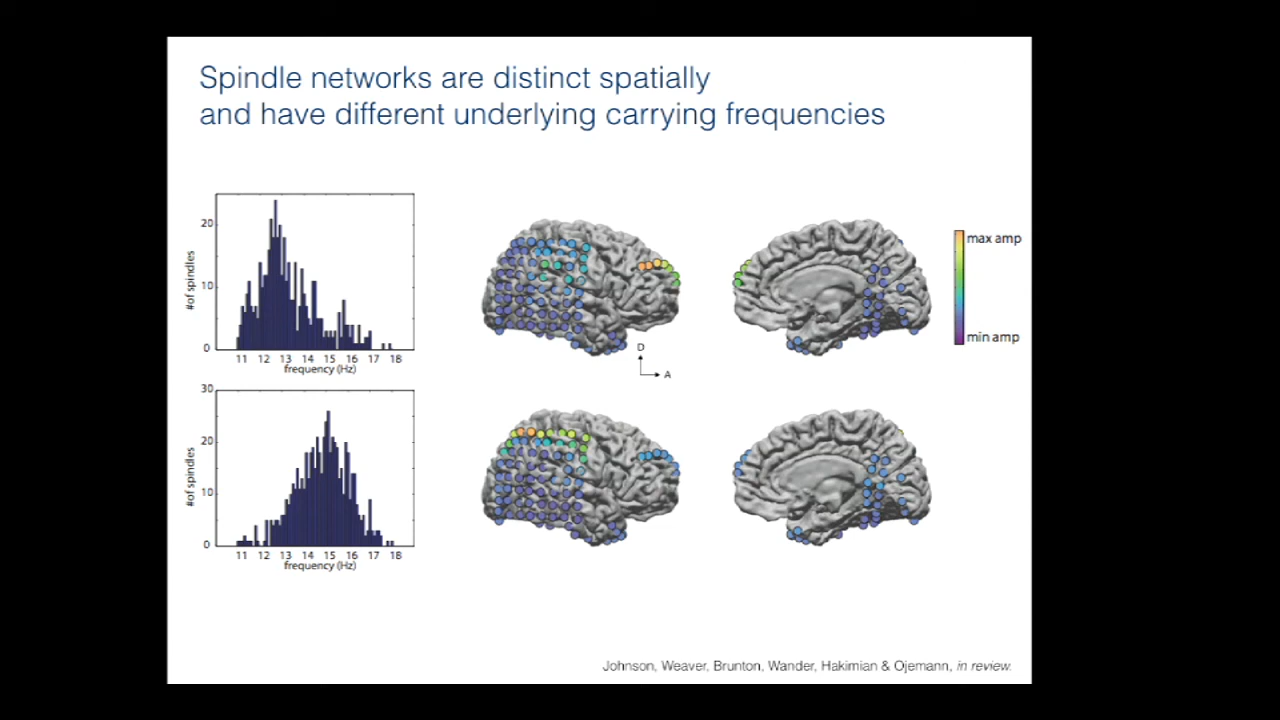 Spindle networks are distinct spatially
and have different underlying carrying frequencies
#of spindles
20
10
0
11 12 13 14 15 16 17 18
frequency (Hz)
D
A
max amp
min amp
#of spindles
30
20
10
0
11 12 13 14 15 16 17 18
frequency (Hz)
Johnson, Weaver, Brunton, Wander, Hakimian & Ojemann, in review.